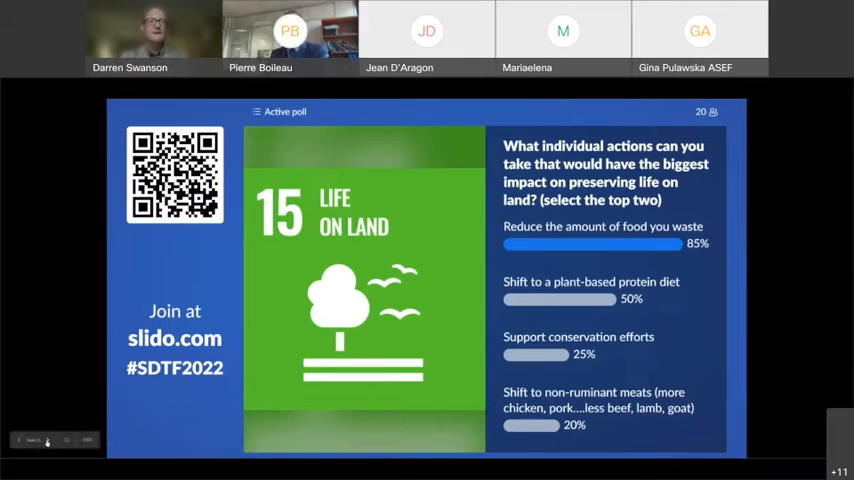 PB
JD
M
GA
Darren Swanson
Pierre Boileau
Jean D'Aragon
Mariaelena
Gina Pulawska ASEF
Active poll
20
15 LIFE
ON LAND
What individual actions can you
take that would have the biggest
impact on preserving life on
land? (select the top two)
Reduce the amount of food you waste
85%
Shift to a plant-based protein diet
50%
Support conservation efforts
25%
Shift to non-ruminant meats (more
chicken, pork....less beef, lamb, goat)
20%
Join at
slido.com
#SDTF2022
+11